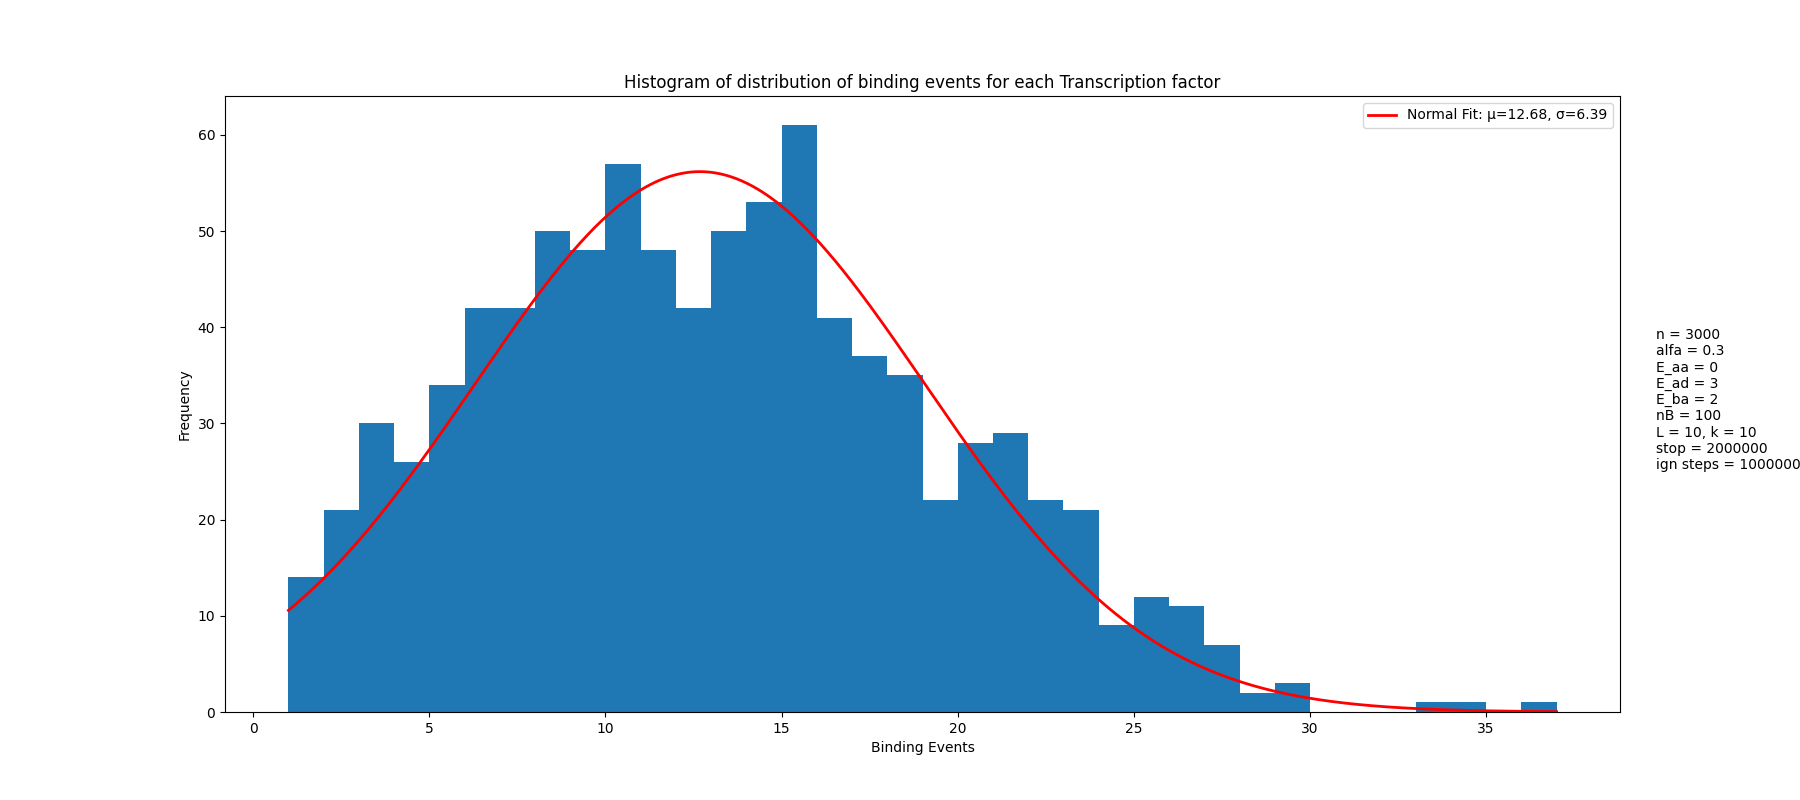 Histogram of distribution of binding events for each Transcription factor
Normal Fit: μ=12.68, σ=6.39
60
50
40
30
20
10
0
Frequency
0 5 10 15 20 25 30 35
Binding Events
n = 3000
alfa = 0.3
E_aa = 0
E_ad = 3
E_ba = 2
nB = 100
L = 10, k = 10
stop = 2000000
ign steps = 1000000